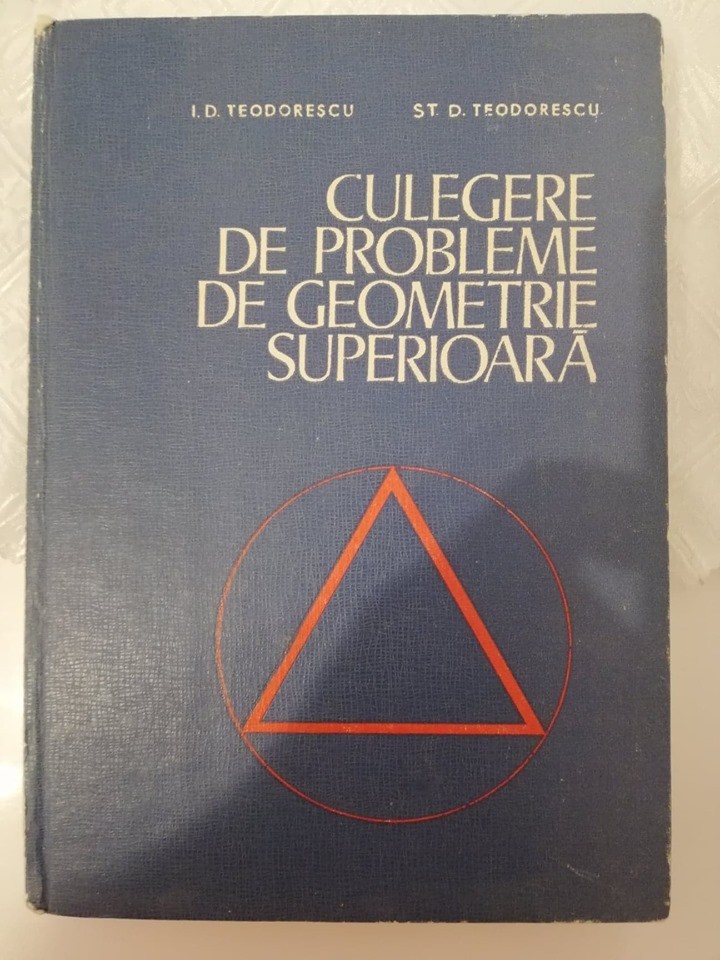 I. D. TEODORESCU ST. D. TEODORESCU
CULEGERE
DE PROBLEME
DE GEOMETRIE
SUPERIOARĂ